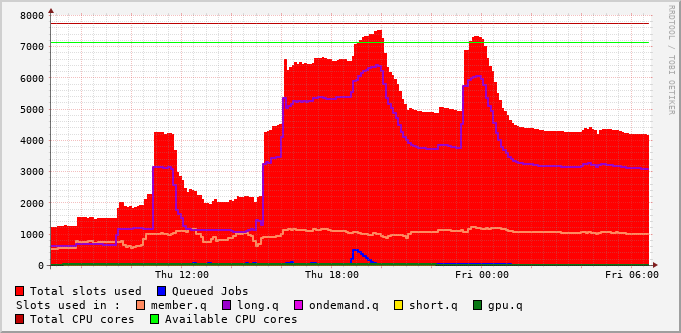 RRDTOOL / TOBI OETIKER
8000
7000
6000
5000
4000
3000
2000
1000
0
Thu 12:00 Thu 18:00 Fri 00:00 Fri 06:00
Total slots used Queued Jobs
Slots used in : member.q long.q ondemand.q short.q gpu.q
Total CPU cores Available CPU cores